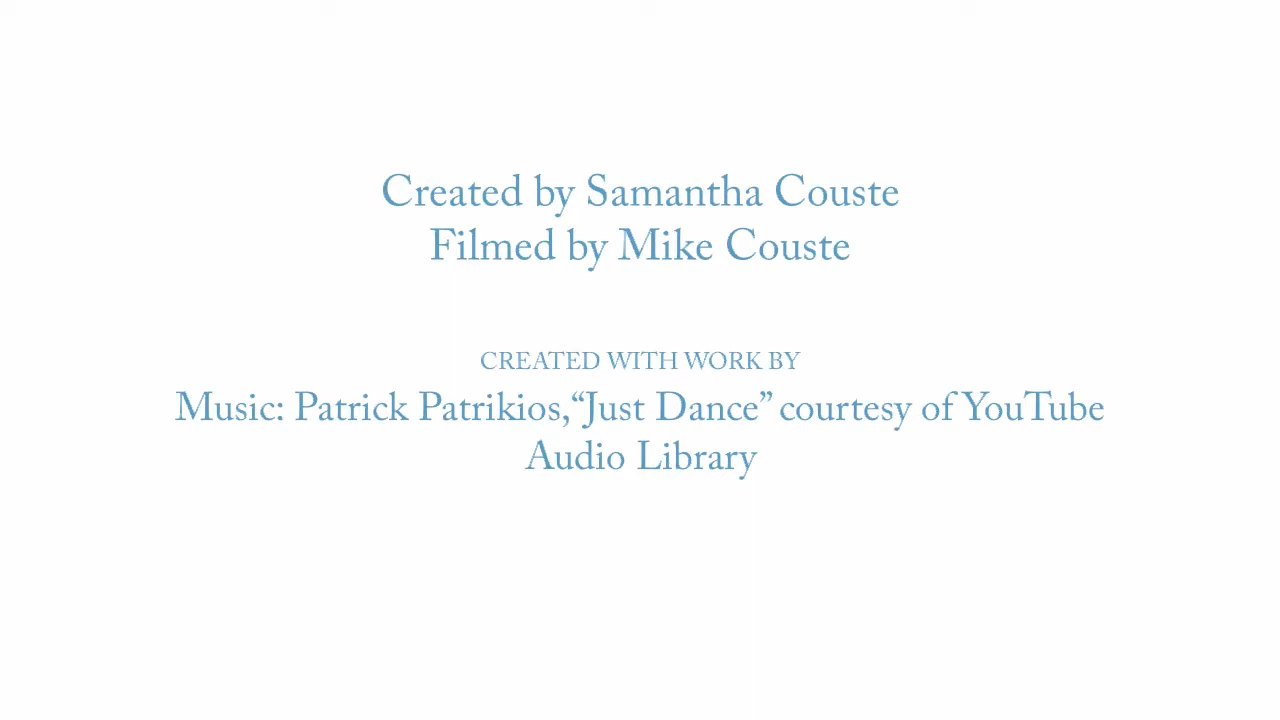 Created by Samantha Couste
Filmed by Mike Couste
CREATED WITH WORK BY
Music: Patrick Patrikios,“Just Dance” courtesy of YouTube
Audio Library